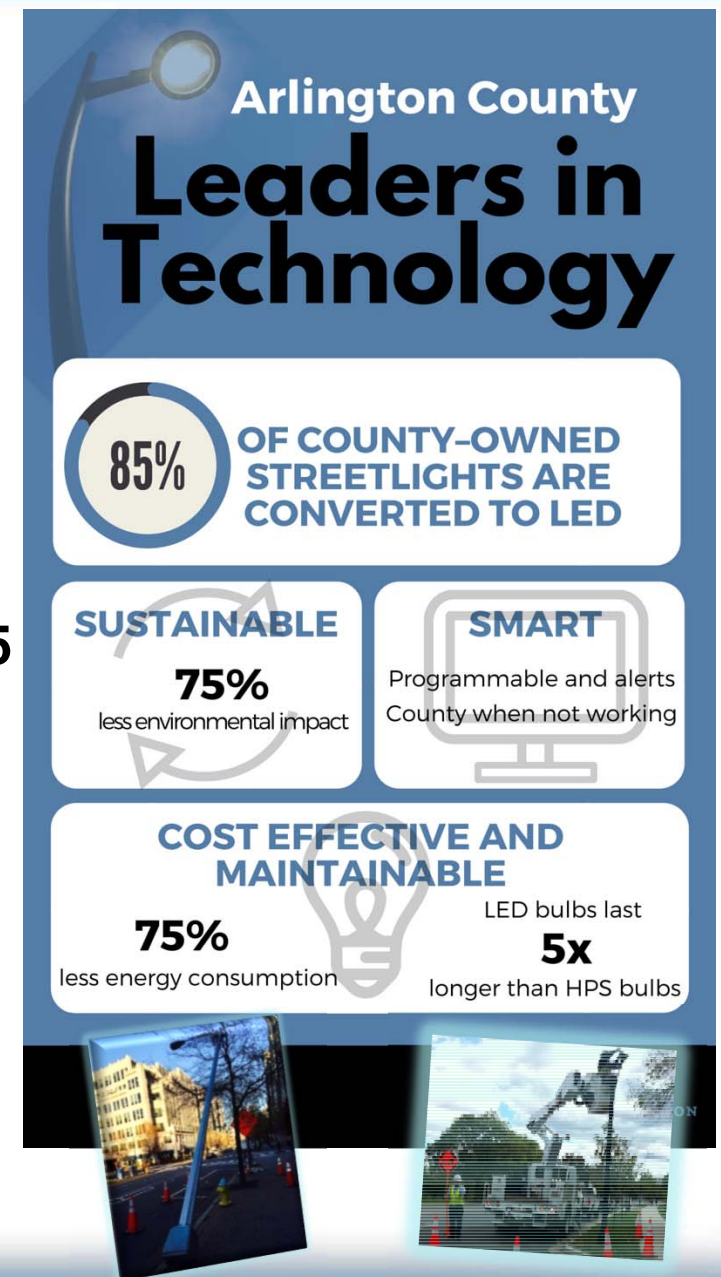 Arlington County
Leaders in
Technology
85%
OF COUNTY-OWNED
STREETLIGHTS ARE
CONVERTED TO LED
5
SUSTAINABLE
75%
less environmental impact
SMART
Programmable and alerts
County when not working
COST EFFECTIVE AND
MAINTAINABLE
75%
less energy consumption
LED bulbs last
5x
longer than HPS bulbs
ON